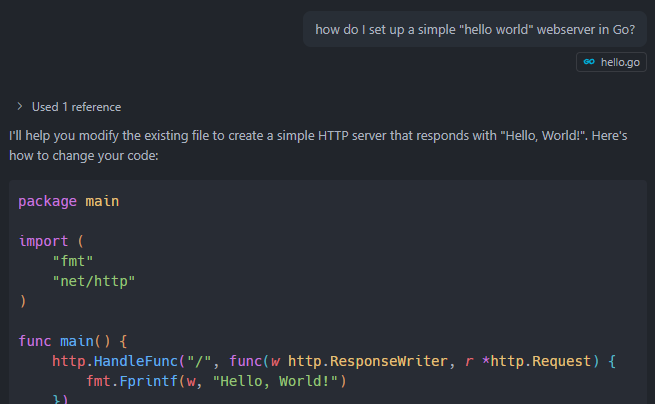 how do I set up a simple "hello world" webserver in Go?
GO hello.go
> Used 1 reference
I'll help you modify the existing file to create a simple HTTP server that responds with "Hello, World!". Here's
how to change your code:
package main
import (
"fmt"
"net/http"
)
func main() {
http.HandleFunc("/", func(w http.ResponseWriter, r *http.Request) {
fmt.Fprintf(w, "Hello, World!")
})